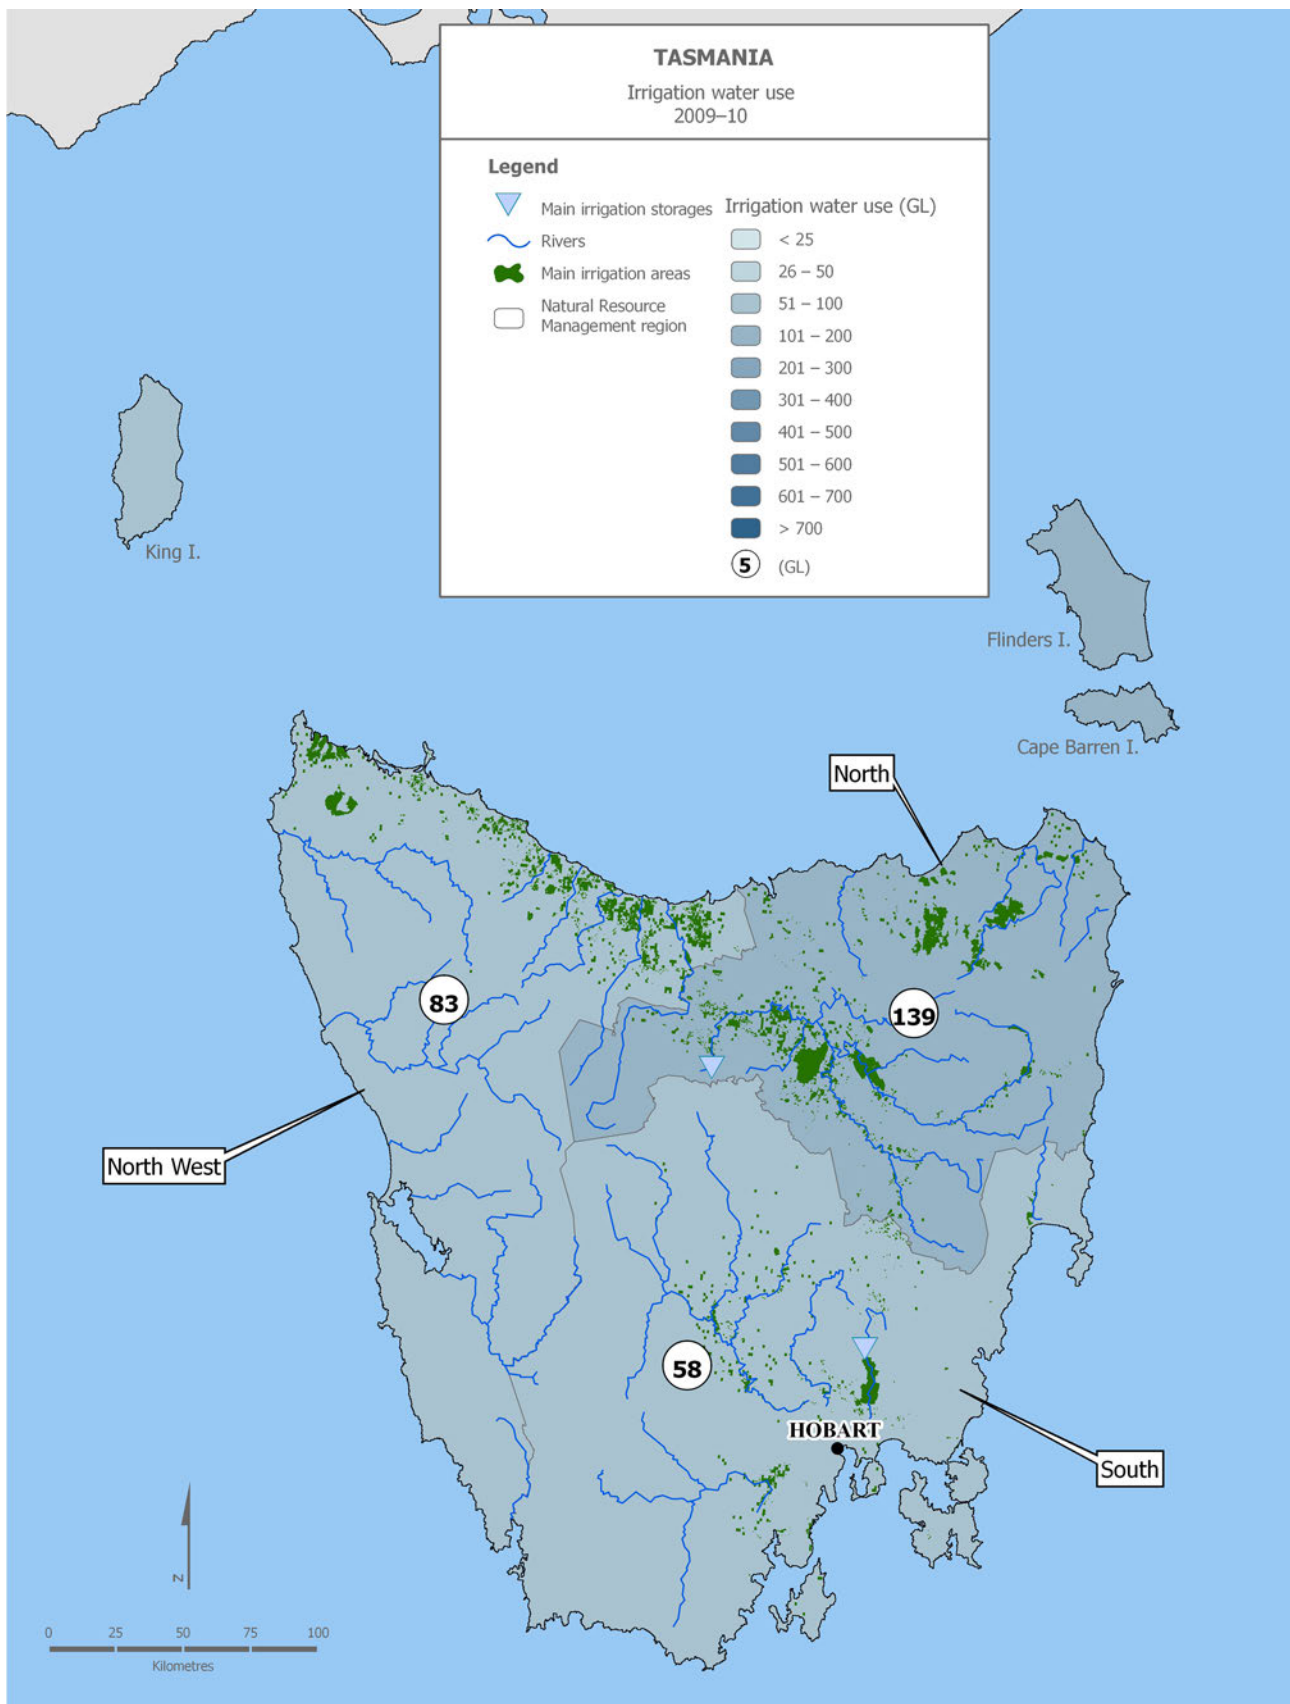 TASMANIA
Irrigation water use
2009–10
Legend
Main irrigation storages
Rivers
Main irrigation areas
Natural Resource
Management region
Irrigation water use (GL)
< 25
26 – 50
51 – 100
101 – 200
201 – 300
301 – 400
401 – 500
501 – 600
601 – 700
> 700
5 (GL)
King I.
Flinders I.
Cape Barren I.
North
83
139
North West
58
HOBART
South
N
0 25 50 75 100
Kilometres